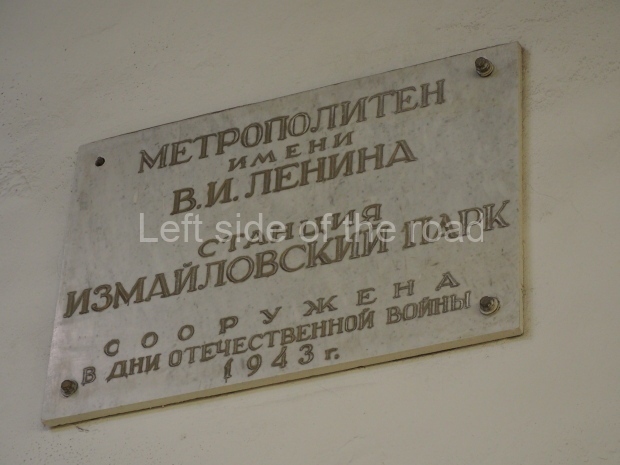 МЕТРОПОЛИТЕН
ИМЕНИ
В.И. ЛЕНИНА
СТАНЦИЯ
ИЗМАЙЛОВСКИЙ ПАРК
СООРУЖЕНА
В ДНИ ОТЕЧЕСТВЕННОЙ ВОЙНЫ
1943 г.
Left side of the road